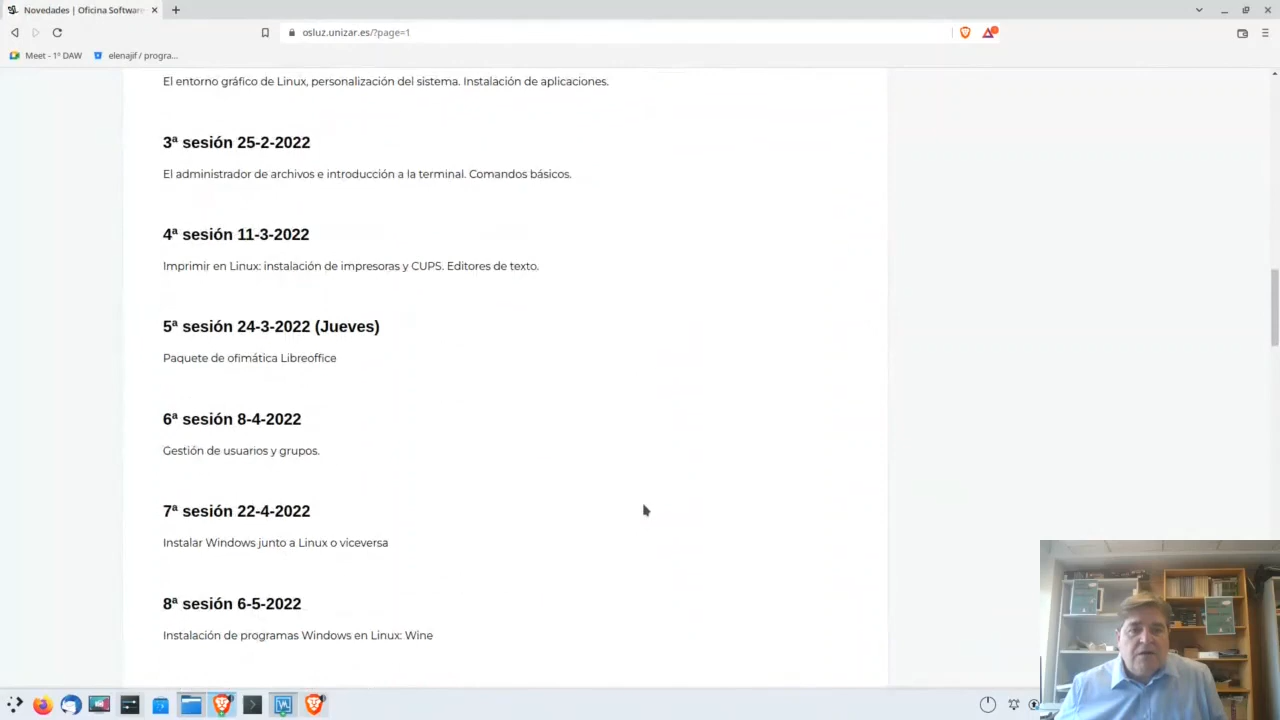 Novedades | Oficina Software
osluz.unizar.es/?page=1
Meet - 1º DAW
elenajif / progra...
El entorno gráfico de Linux, personalización del sistema. Instalación de aplicaciones.
3ª sesión 25-2-2022
El administrador de archivos e introducción a la terminal. Comandos básicos.
4ª sesión 11-3-2022
Imprimir en Linux: instalación de impresoras y CUPS. Editores de texto.
5ª sesión 24-3-2022 (Jueves)
Paquete de ofimática Libreoffice
6ª sesión 8-4-2022
Gestión de usuarios y grupos.
7ª sesión 22-4-2022
Instalar Windows junto a Linux o viceversa
8ª sesión 6-5-2022
Instalación de programas Windows en Linux: Wine